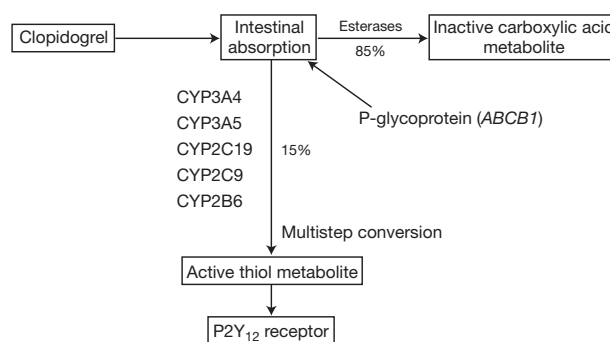 Clopidogrel
Intestinal
absorption
Esterases
85%
Inactive carboxylic acid
metabolite
P-glycoprotein (ABCB1)
CYP3A4
CYP3A5
CYP2C19
CYP2C9
CYP2B6
15%
Multistep conversion
Active thiol metabolite
P2Y₁₂ receptor